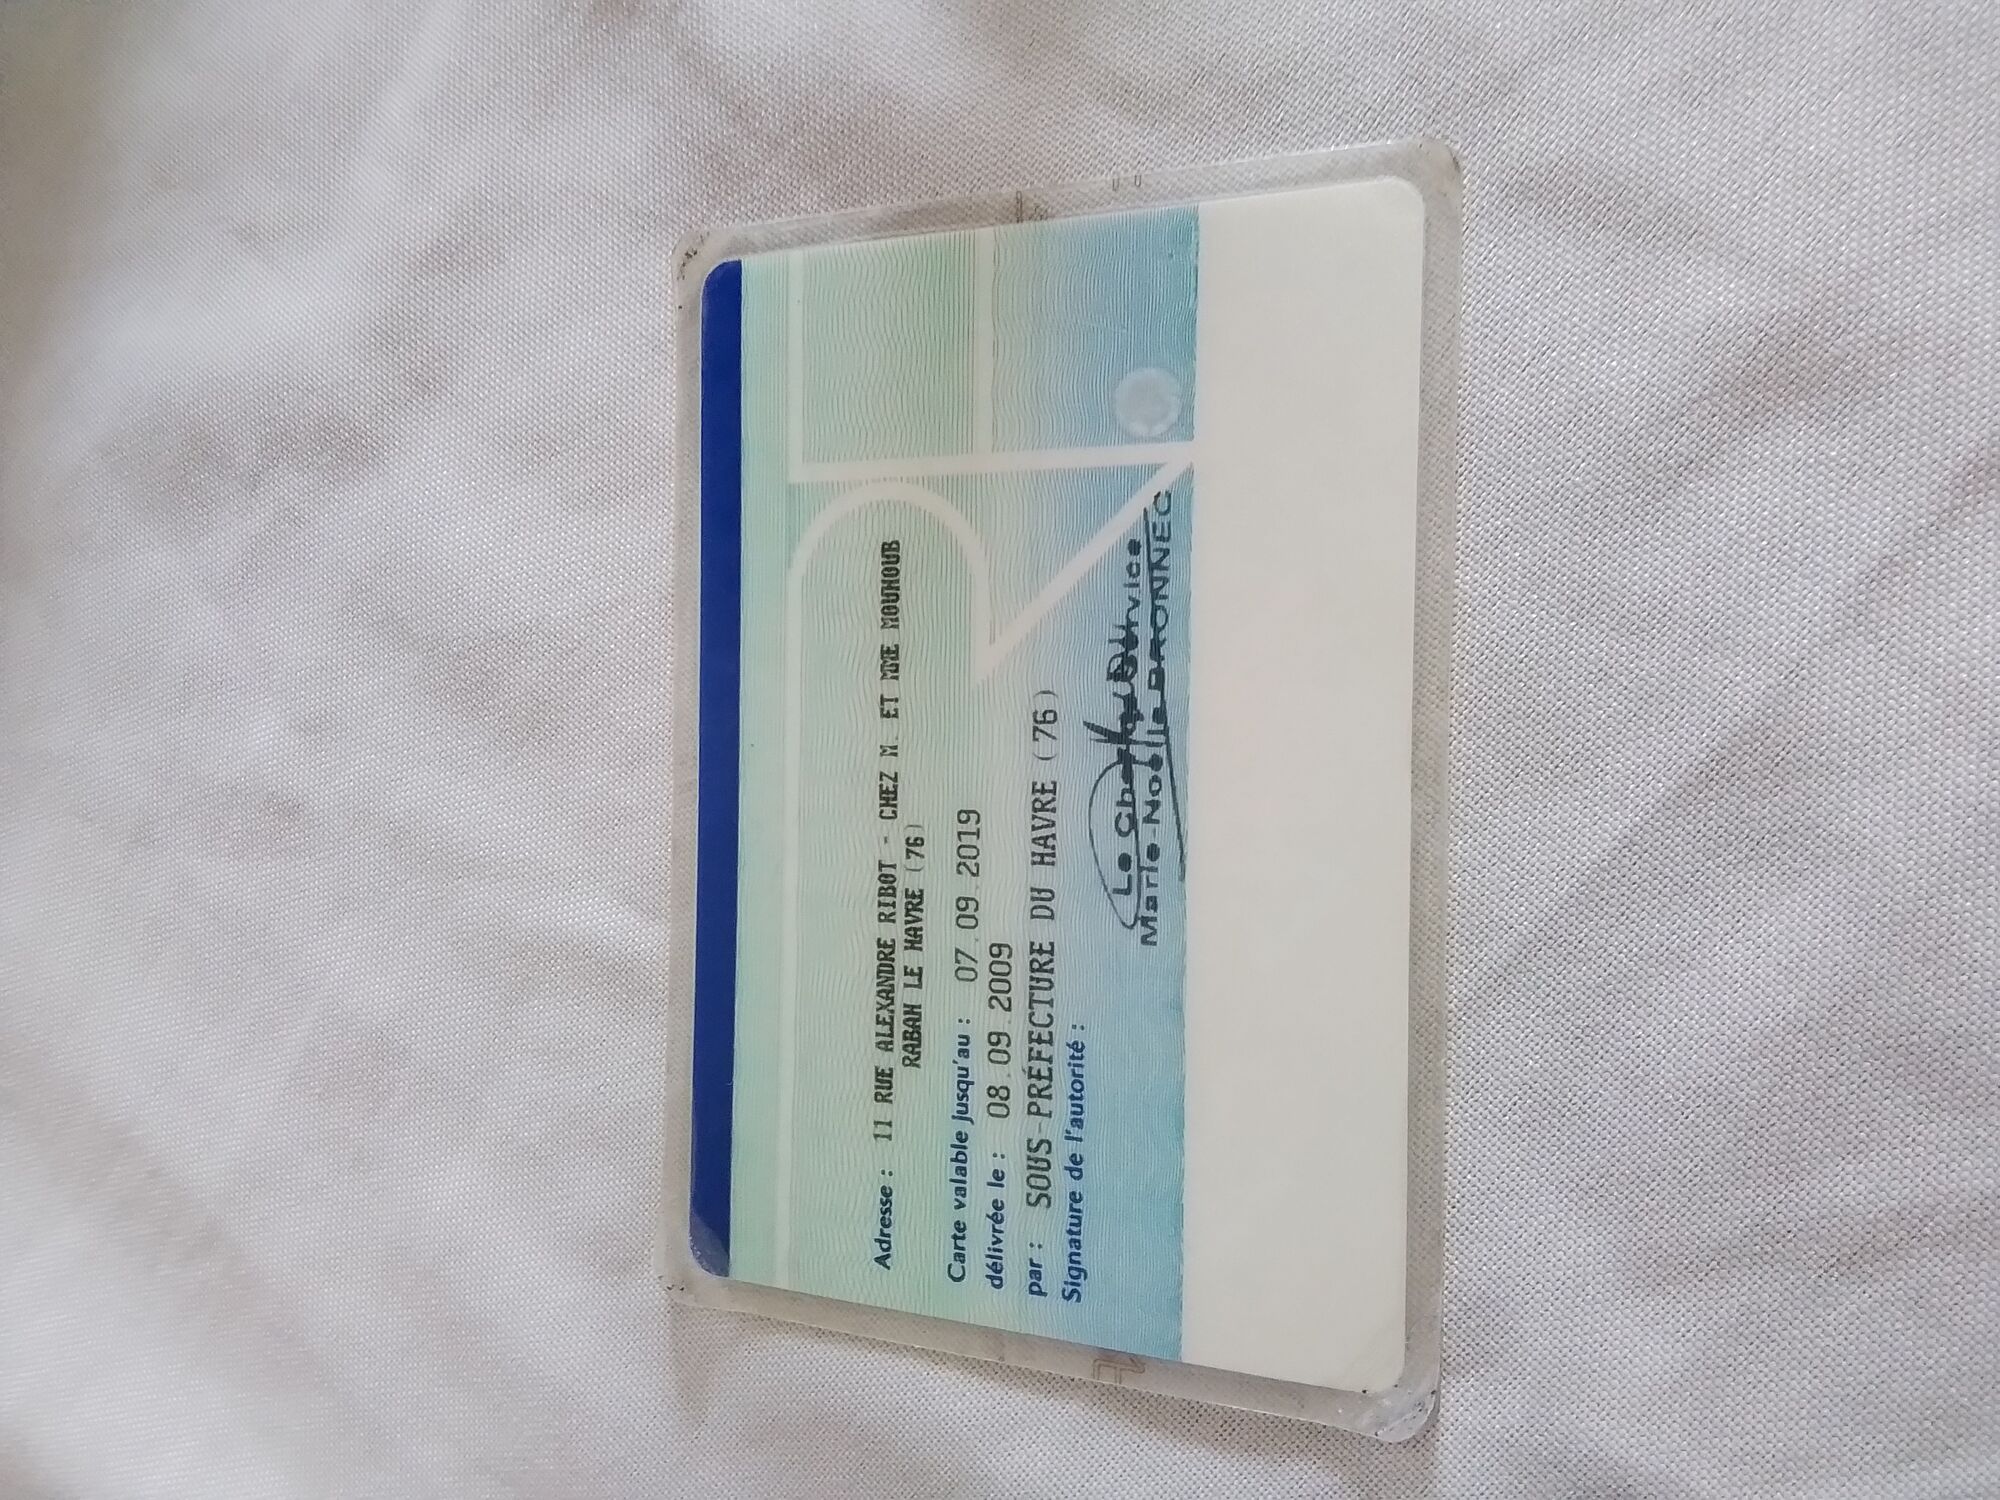 Adresse : 11 RUE ALEXANDRE RIBOT - CHEZ M. ET MME MOUHOUB
RABAH LE HAVRE (76)
Carte valable jusqu'au : 07.09.2019
délivrée le : 08.09.2009
par : SOUS-PRÉFECTURE DU HAVRE (76)
Signature de l'autorité :
Le Chef
Marie-Noëlle